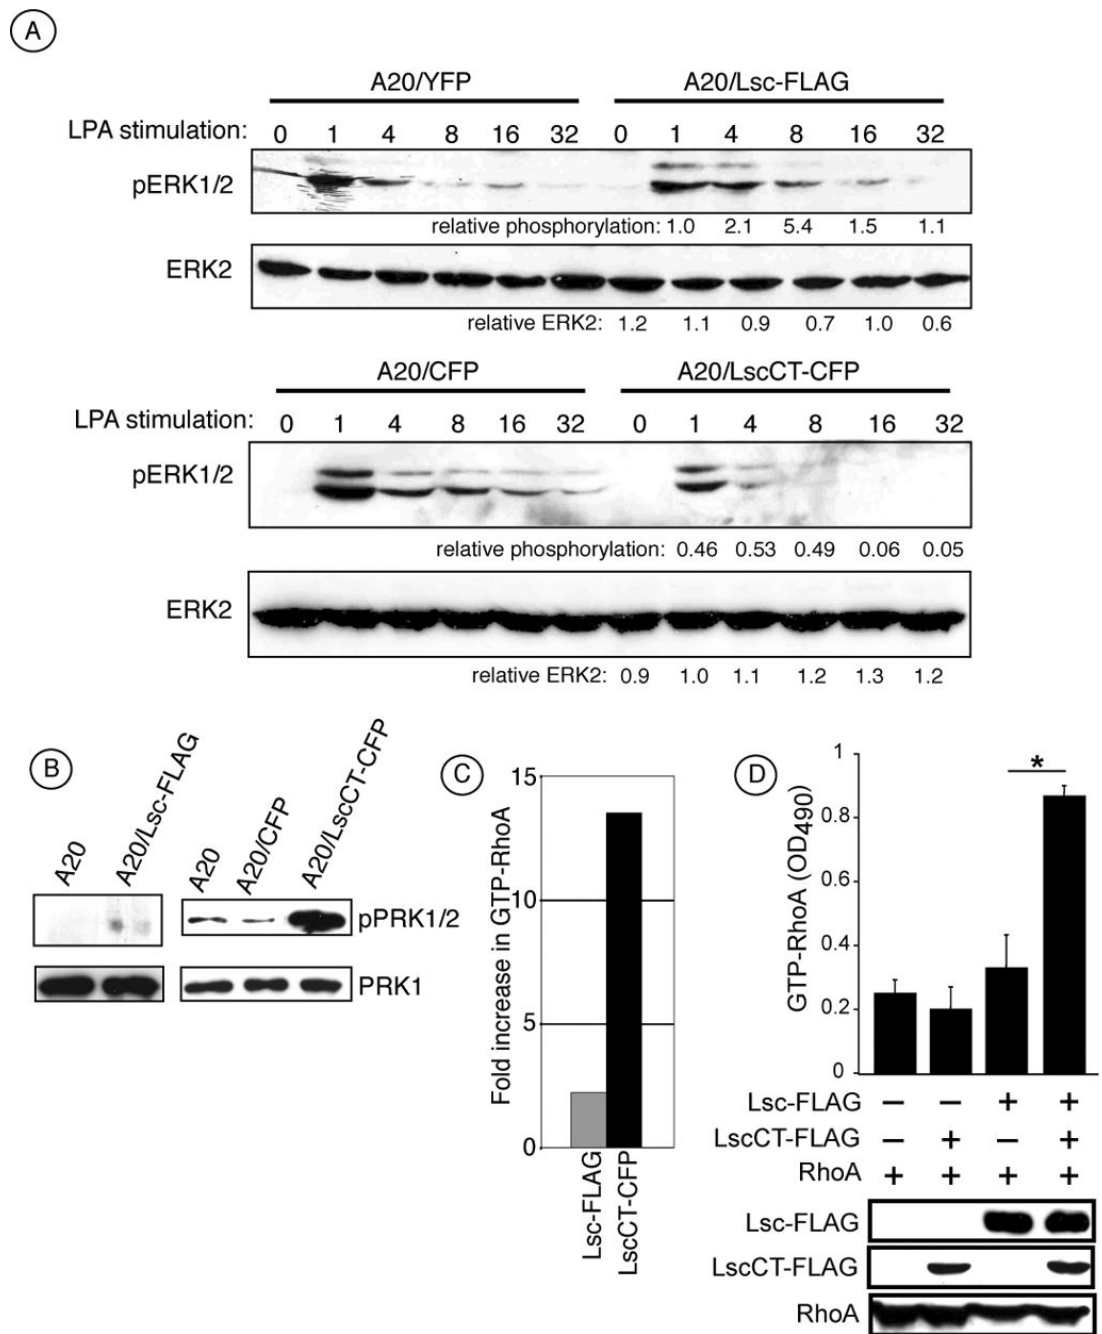 A
A20/YFP A20/Lsc-FLAG
LPA stimulation: 0 1 4 8 16 32 0 1 4 8 16 32
pERK1/2
relative phosphorylation: 1.0 2.1 5.4 1.5 1.1
ERK2
relative ERK2: 1.2 1.1 0.9 0.7 1.0 0.6
A20/CFP A20/LscCT-CFP
LPA stimulation: 0 1 4 8 16 32 0 1 4 8 16 32
pERK1/2
relative phosphorylation: 0.46 0.53 0.49 0.06 0.05
ERK2
relative ERK2: 0.9 1.0 1.1 1.2 1.3 1.2
B
A20
A20/Lsc-FLAG
A20
A20/CFP
A20/LscCT-CFP
pPRK1/2
PRK1
C
Fold increase in GTP-RhoA
15
10
5
0
Lsc-FLAG
LscCT-CFP
D
GTP-RhoA (OD490)
1
0.8
0.6
0.4
0.2
0
*
Lsc-FLAG – – + +
LscCT-FLAG – + – +
RhoA + + + +
Lsc-FLAG
LscCT-FLAG
RhoA